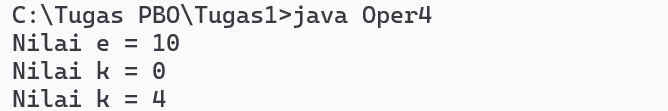 C:\Tugas PBO\Tugas1>java Oper4
Nilai e = 10
Nilai k = 0
Nilai k = 4